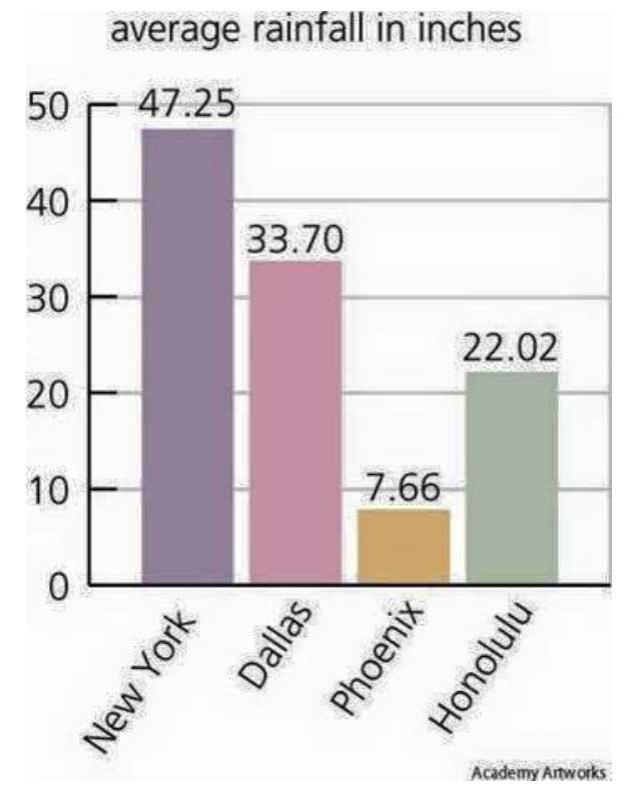 average rainfall in inches
50
47.25
40
33.70
30
22.02
20
10
7.66
0
New York
Dallas
Phoenix
Honolulu
Academy Artworks